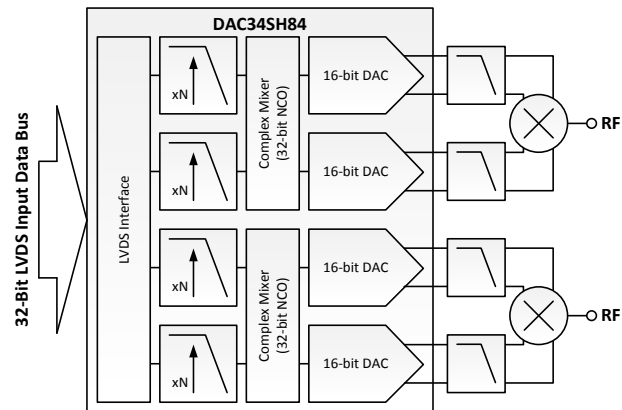 DAC34SH84
32-Bit LVDS Input Data Bus
LVDS Interface
xN
xN
Complex Mixer
(32-bit NCO)
16-bit DAC
16-bit DAC
RF
xN
xN
Complex Mixer
(32-bit NCO)
16-bit DAC
16-bit DAC
RF